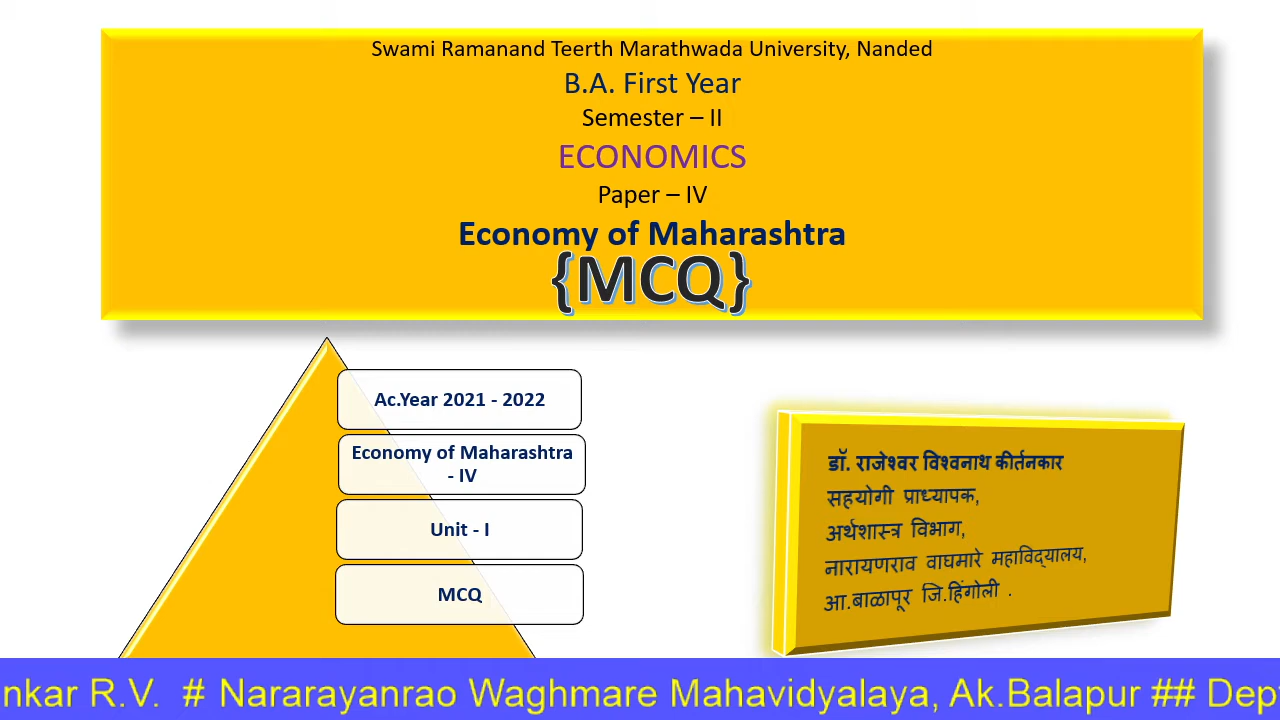 Swami Ramanand Teerth Marathwada University, Nanded
B.A. First Year
Semester – II
ECONOMICS
Paper – IV
Economy of Maharashtra
{MCQ}
Ac.Year 2021 - 2022
Economy of Maharashtra
- IV
Unit - I
MCQ
डॉ. राजेश्वर विश्वनाथ कीर्तनकार
सहयोगी प्राध्यापक,
अर्थशास्त्र विभाग,
नारायणराव वाघमारे महाविद्यालय,
आ.बाळापूर जि.हिंगोली .
nkar R.V. # Nararayanrao Waghmare Mahavidyalaya, Ak.Balapur ## Dep